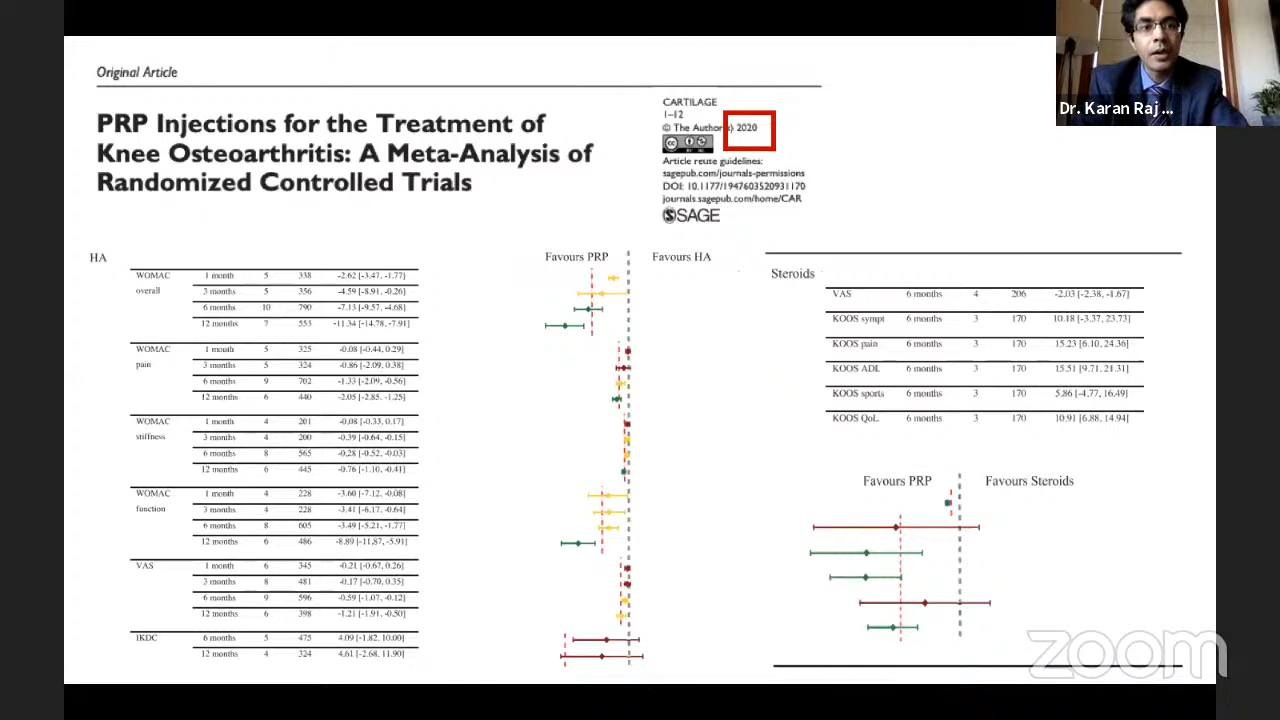 Original Article
PRP Injections for the Treatment of
Knee Osteoarthritis: A Meta-Analysis of
Randomized Controlled Trials
CARTILAGE
1–12
© The Author(s) 2020
Article reuse guidelines:
sagepub.com/journals-permissions
DOI: 10.1177/1947603520931170
journals.sagepub.com/home/CAR
SAGE
Dr. Karan Raj ...
HA
Favours PRP Favours HA
WOMAC 1 month 5 338 -2.62 [-3.47, -1.77]
overall 3 months 5 356 -4.59 [-8.91, -0.26]
6 months 10 790 -7.13 [-9.57, -4.68]
12 months 7 553 -11.34 [-14.78, -7.91]
WOMAC 1 month 5 325 -0.08 [-0.44, 0.29]
pain 3 months 5 324 -0.86 [-2.09, 0.38]
6 months 9 702 -1.33 [-2.09, -0.56]
12 months 6 440 -2.05 [-2.85, -1.25]
WOMAC 1 month 4 201 -0.08 [-0.33, 0.17]
stiffness 3 months 4 200 -0.39 [-0.64, -0.15]
6 months 8 565 -0.28 [-0.52, -0.03]
12 months 6 445 -0.76 [-1.10, -0.41]
WOMAC 1 month 4 228 -3.60 [-7.12, -0.08]
function 3 months 4 228 -3.41 [-6.17, -0.64]
6 months 8 605 -3.49 [-5.21, -1.77]
12 months 6 486 -8.89 [-11,87, -5.91]
VAS 1 month 6 345 -0.21 [-0.67, 0.26]
3 months 8 481 -0.17 [-0.70, 0.35]
6 months 9 596 -0.59 [-1.07, -0.12]
12 months 6 398 -1.21 [-1.91, -0.50]
IKDC 6 months 5 475 4.09 [-1.82, 10.00]
12 months 4 324 4.61 [-2.68, 11.90]
Steroids
VAS 6 months 4 206 -2.03 [-2.38, -1.67]
KOOS sympt 6 months 3 170 10.18 [-3.37, 23.73]
KOOS pain 6 months 3 170 15.23 [6.10, 24.36]
KOOS ADL 6 months 3 170 15.51 [9.71, 21.31]
KOOS sports 6 months 3 170 5.86 [-4.77, 16.49]
KOOS QoL 6 months 3 170 10.91 [6.88, 14.94]
Favours PRP Favours Steroids
zoom